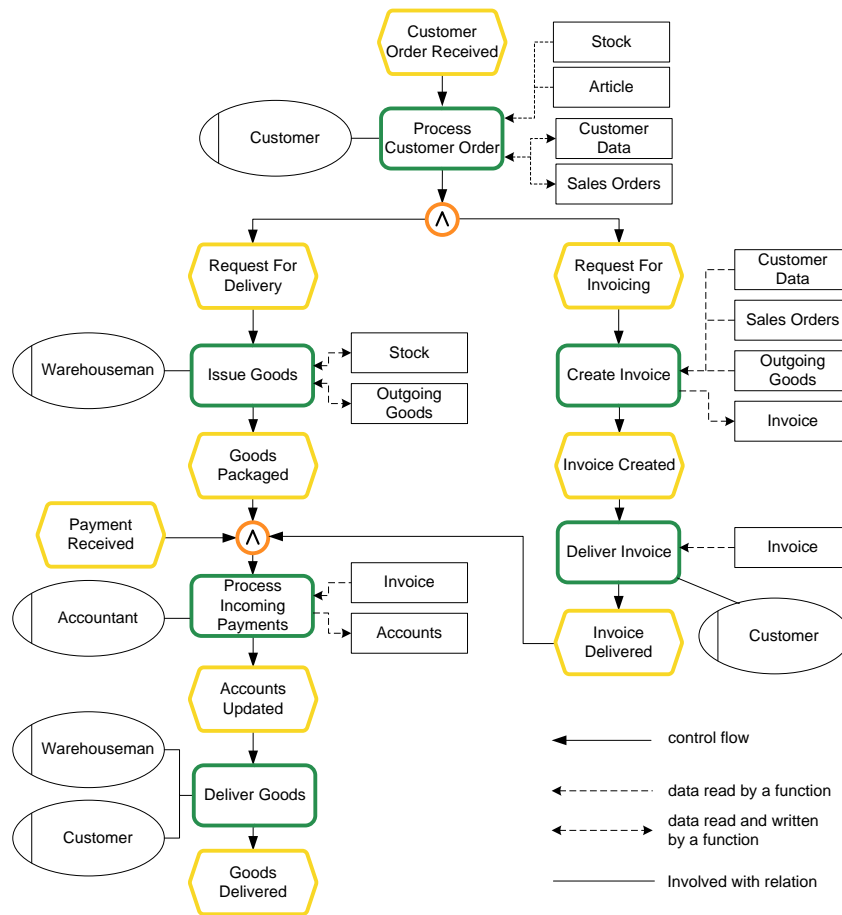 Customer
Order Received
Stock
Article
Customer
Process
Customer Order
Customer
Data
Sales Orders
∧
Request For
Delivery
Request For
Invoicing
Customer
Data
Sales Orders
Warehouseman
Issue Goods
Stock
Outgoing
Goods
Create Invoice
Outgoing
Goods
Invoice
Goods
Packaged
Invoice Created
Payment
Received
∧
Deliver Invoice
Invoice
Accountant
Process
Incoming
Payments
Invoice
Accounts
Invoice
Delivered
Customer
Accounts
Updated
control flow
Warehouseman
Customer
Deliver Goods
data read by a function
data read and written
by a function
Goods
Delivered
Involved with relation